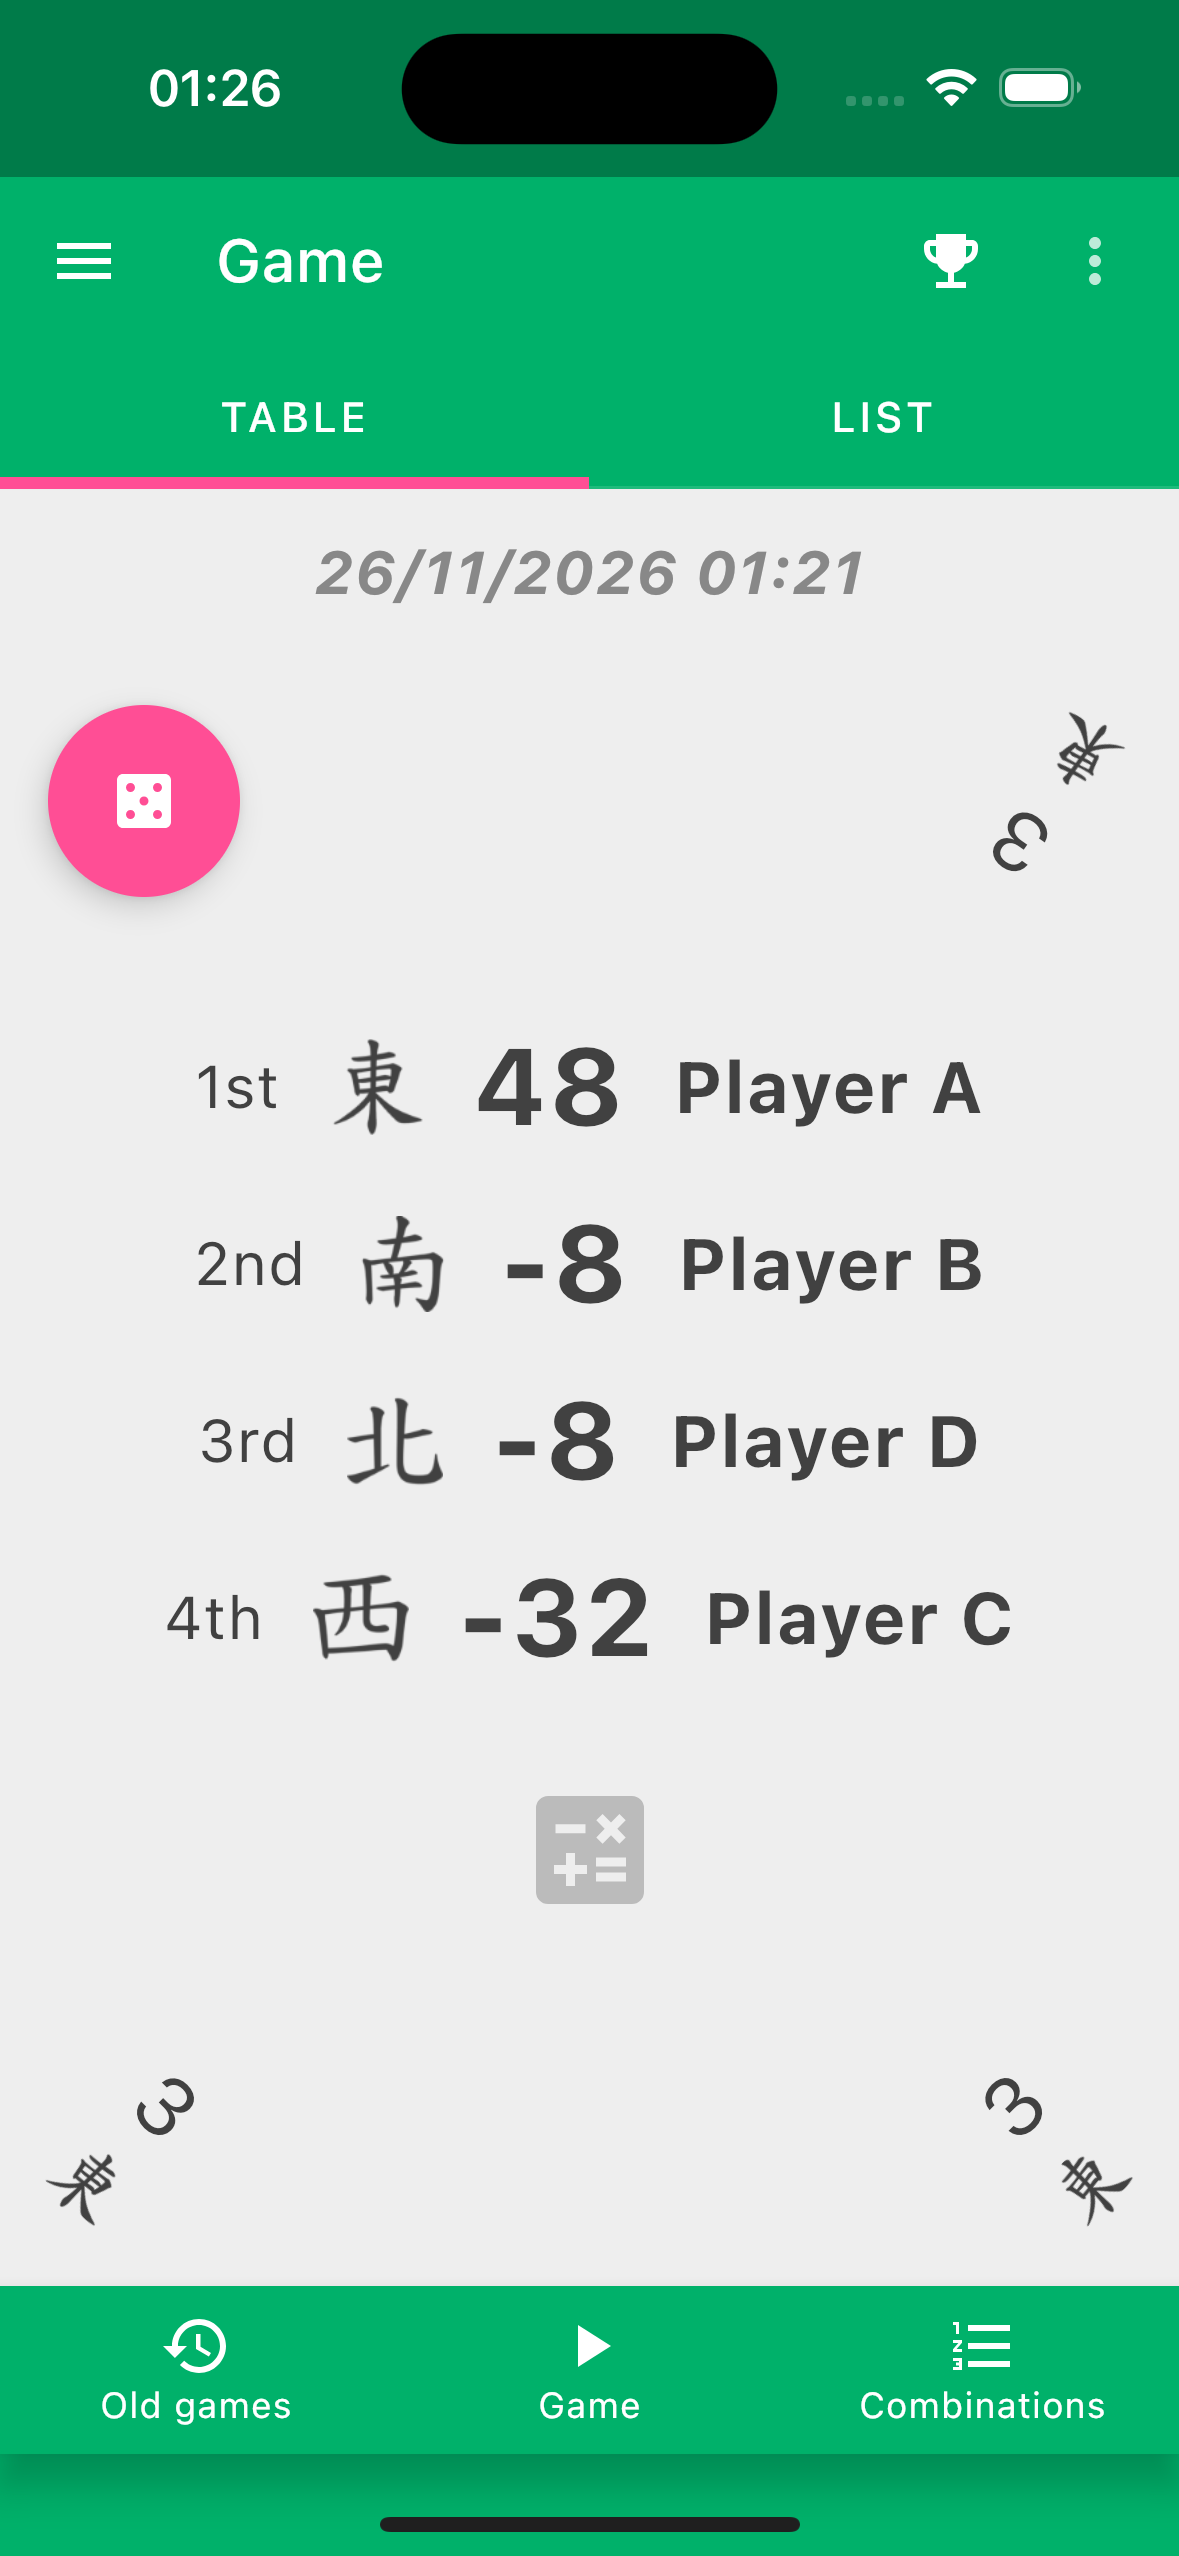 01:26
Game
TABLE
LIST
26/11/2026 01:21
東
3
1st 東 48 Player A
2nd 南 -8 Player B
3rd 北 -8 Player D
4th 西 -32 Player C
3
東
3
東
Old games
Game
Combinations